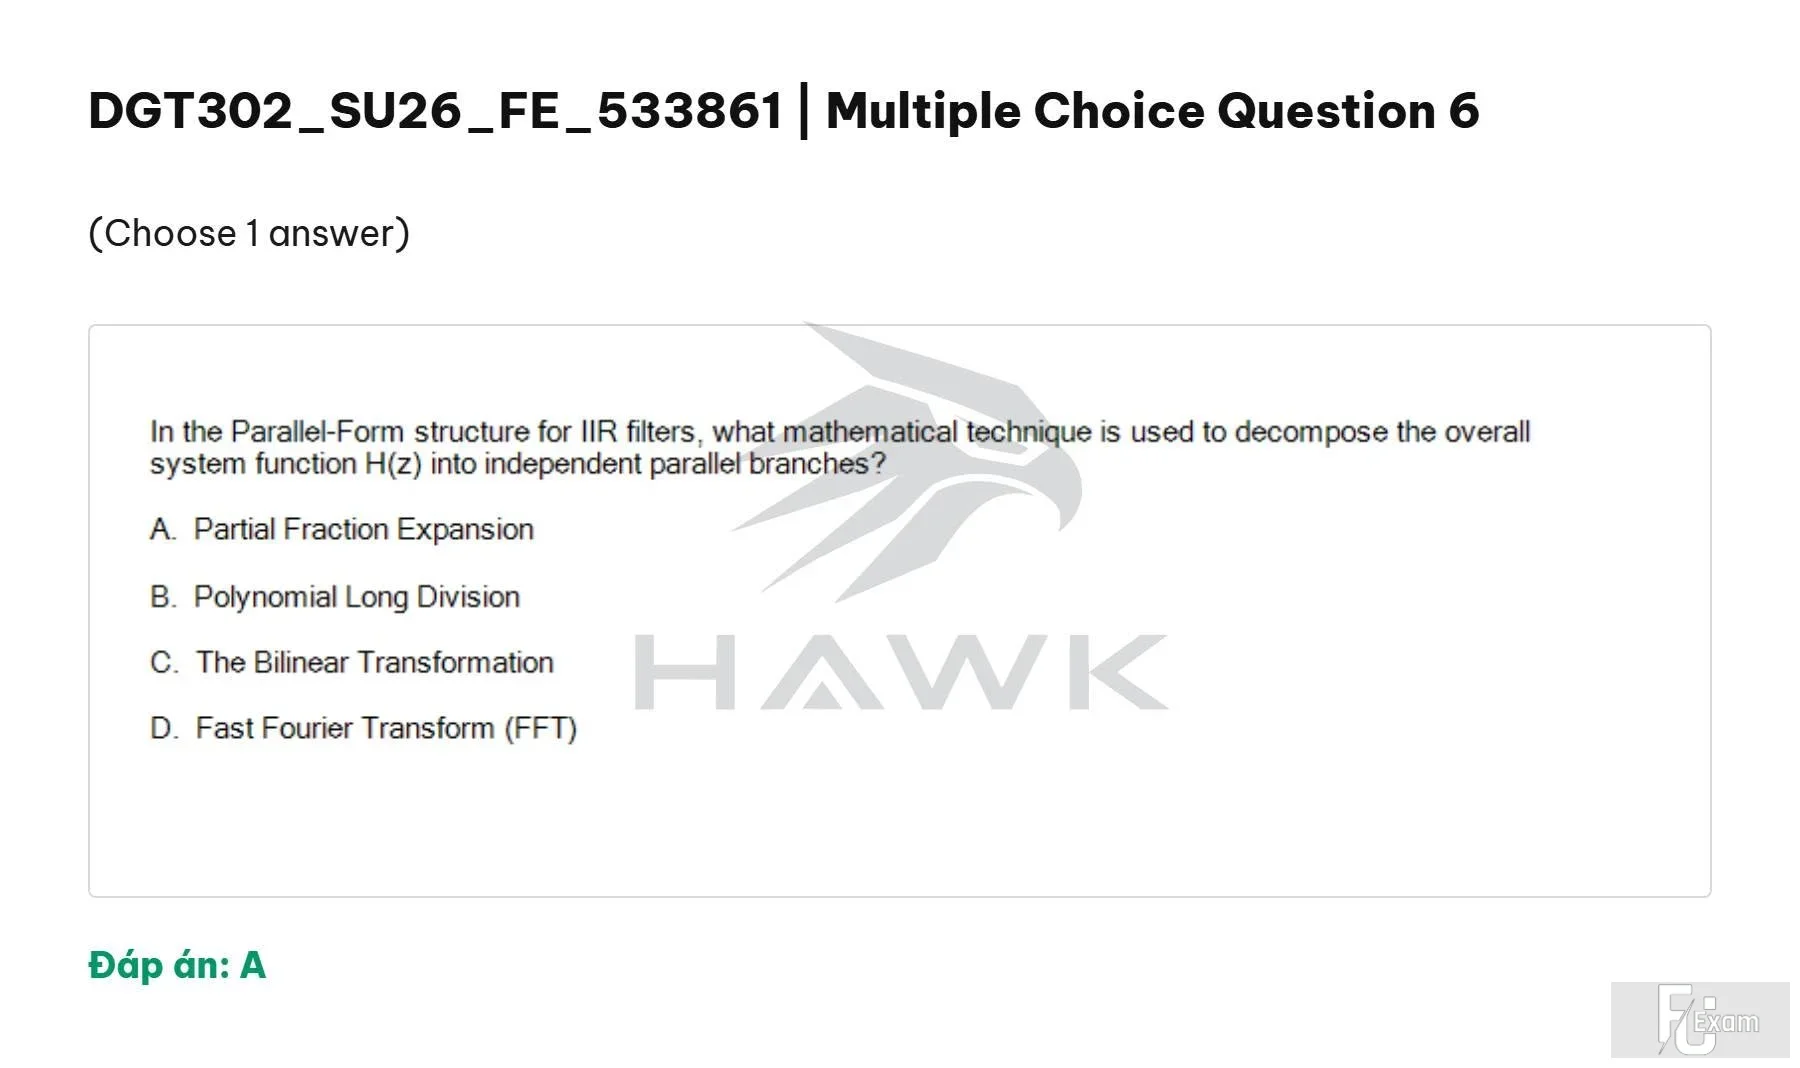 DGT302_SU26_FE_533861 | Multiple Choice Question 6
(Choose 1 answer)
In the Parallel-Form structure for IIR filters, what mathematical technique is used to decompose the overall
system function H(z) into independent parallel branches?
A. Partial Fraction Expansion
B. Polynomial Long Division
C. The Bilinear Transformation
D. Fast Fourier Transform (FFT)
HAWK
Đáp án: A
FU Exam